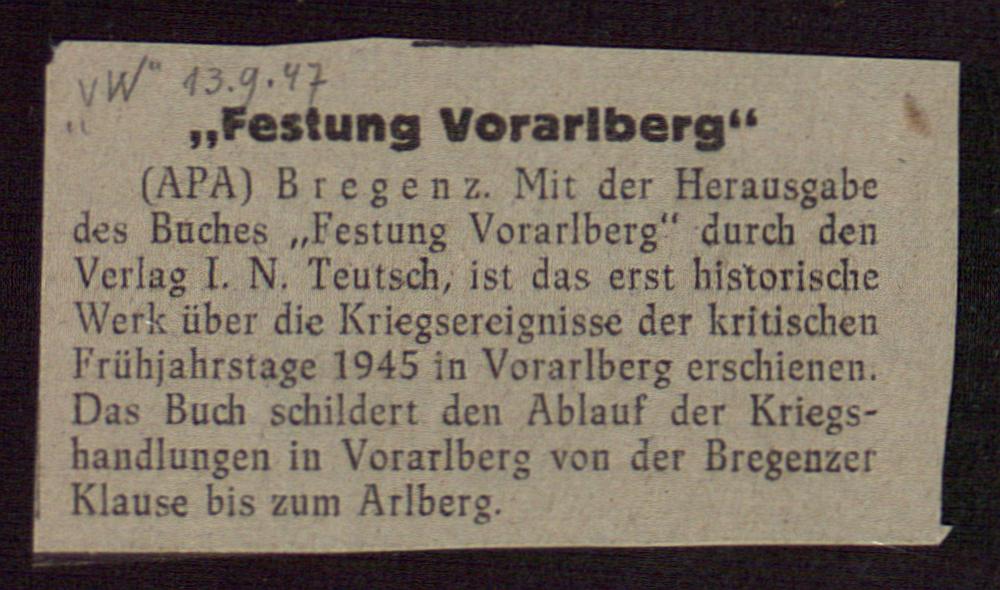 „VW" 13.9.47
„Festung Vorarlberg“
(APA) Bregenz. Mit der Herausgabe
des Buches „Festung Vorarlberg“ durch den
Verlag I. N. Teutsch, ist das erst historische
Werk über die Kriegsereignisse der kritischen
Frühjahrstage 1945 in Vorarlberg erschienen.
Das Buch schildert den Ablauf der Kriegs-
handlungen in Vorarlberg von der Bregenzer
Klause bis zum Arlberg.